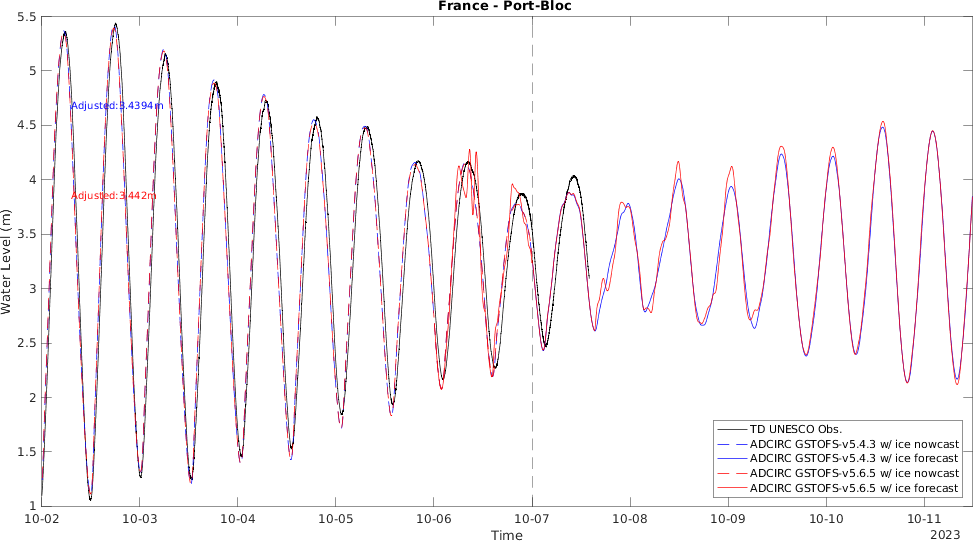 France - Port-Bloc
5.5
5
4.5
4
3.5
3
2.5
2
1.5
1
Water Level (m)
Adjusted:3.4394m
Adjusted:3.442m
TD UNESCO Obs.
ADCIRC GSTOFS-v5.4.3 w/ ice nowcast
ADCIRC GSTOFS-v5.4.3 w/ ice forecast
ADCIRC GSTOFS-v5.6.5 w/ ice nowcast
ADCIRC GSTOFS-v5.6.5 w/ ice forecast
10-02 10-03 10-04 10-05 10-06 10-07 10-08 10-09 10-10 10-11
Time
2023